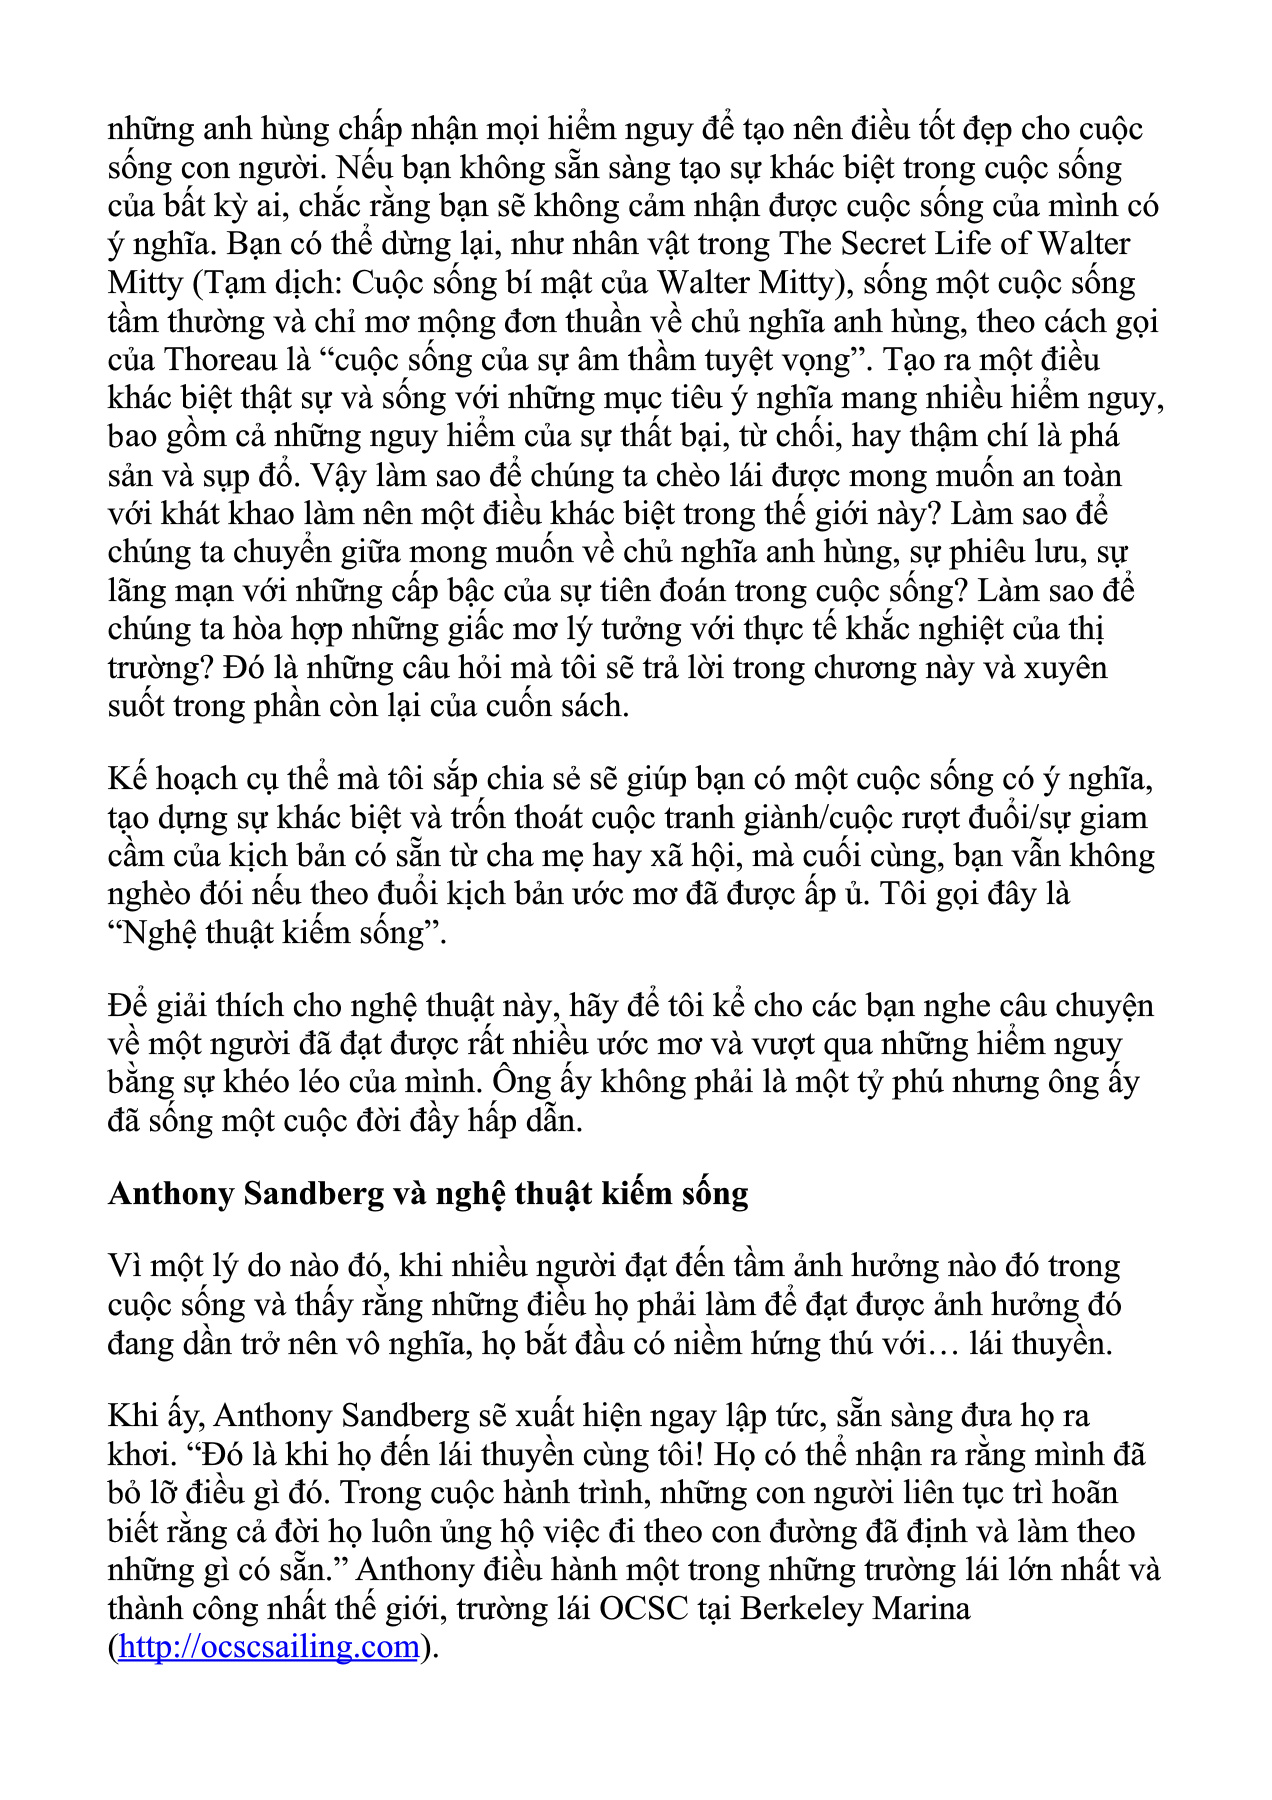 những anh hùng chấp nhận mọi hiểm nguy để tạo nên điều tốt đẹp cho cuộc
sống con người. Nếu bạn không sẵn sàng tạo sự khác biệt trong cuộc sống
của bất kỳ ai, chắc rằng bạn sẽ không cảm nhận được cuộc sống của mình có
ý nghĩa. Bạn có thể dừng lại, như nhân vật trong The Secret Life of Walter
Mitty (Tạm dịch: Cuộc sống bí mật của Walter Mitty), sống một cuộc sống
tầm thường và chỉ mơ mộng đơn thuần về chủ nghĩa anh hùng, theo cách gọi
của Thoreau là “cuộc sống của sự âm thầm tuyệt vọng”. Tạo ra một điều
khác biệt thật sự và sống với những mục tiêu ý nghĩa mang nhiều hiểm nguy,
bao gồm cả những nguy hiểm của sự thất bại, từ chối, hay thậm chí là phá
sản và sụp đổ. Vậy làm sao để chúng ta chèo lái được mong muốn an toàn
với khát khao làm nên một điều khác biệt trong thế giới này? Làm sao để
chúng ta chuyển giữa mong muốn về chủ nghĩa anh hùng, sự phiêu lưu, sự
lãng mạn với những cấp bậc của sự tiên đoán trong cuộc sống? Làm sao để
chúng ta hòa hợp những giấc mơ lý tưởng với thực tế khắc nghiệt của thị
trường? Đó là những câu hỏi mà tôi sẽ trả lời trong chương này và xuyên
suốt trong phần còn lại của cuốn sách.
Kế hoạch cụ thể mà tôi sắp chia sẻ sẽ giúp bạn có một cuộc sống có ý nghĩa,
tạo dựng sự khác biệt và trốn thoát cuộc tranh giành/cuộc rượt đuổi/sự giam
cầm của kịch bản có sẵn từ cha mẹ hay xã hội, mà cuối cùng, bạn vẫn không
nghèo đói nếu theo đuổi kịch bản ước mơ đã được ấp ủ. Tôi gọi đây là
“Nghệ thuật kiếm sống”.
Để giải thích cho nghệ thuật này, hãy để tôi kể cho các bạn nghe câu chuyện
về một người đã đạt được rất nhiều ước mơ và vượt qua những hiểm nguy
bằng sự khéo léo của mình. Ông ấy không phải là một tỷ phú nhưng ông ấy
đã sống một cuộc đời đầy hấp dẫn.
Anthony Sandberg và nghệ thuật kiếm sống
Vì một lý do nào đó, khi nhiều người đạt đến tầm ảnh hưởng nào đó trong
cuộc sống và thấy rằng những điều họ phải làm để đạt được ảnh hưởng đó
đang dần trở nên vô nghĩa, họ bắt đầu có niềm hứng thú với… lái thuyền.
Khi ấy, Anthony Sandberg sẽ xuất hiện ngay lập tức, sẵn sàng đưa họ ra
khơi. “Đó là khi họ đến lái thuyền cùng tôi! Họ có thể nhận ra rằng mình đã
bỏ lỡ điều gì đó. Trong cuộc hành trình, những con người liên tục trì hoãn
biết rằng cả đời họ luôn ủng hộ việc đi theo con đường đã định và làm theo
những gì có sẵn.” Anthony điều hành một trong những trường lái lớn nhất và
thành công nhất thế giới, trường lái OCSC tại Berkeley Marina
(http://ocscsailing.com).